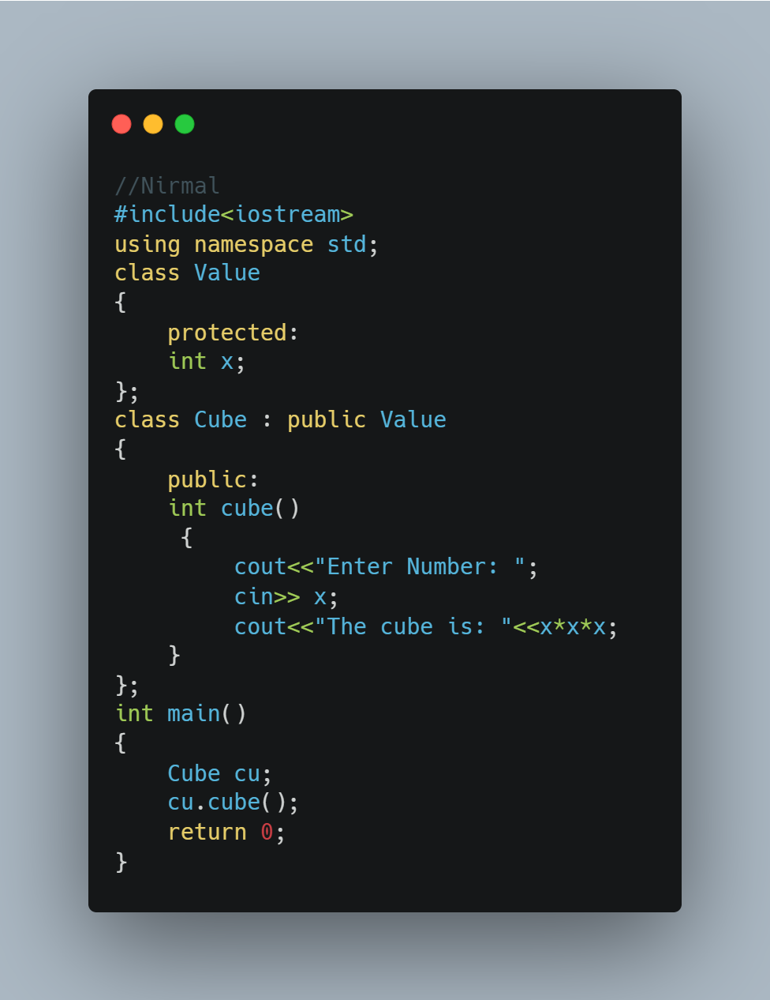 //Nirmal
#include<iostream>
using namespace std;
class Value
{
    protected:
    int x;
};
class Cube : public Value
{
    public:
    int cube()
     {
         cout<<"Enter Number: ";
         cin>> x;
         cout<<"The cube is: "<<x*x*x;
    }
};
int main()
{
    Cube cu;
    cu.cube();
    return 0;
}